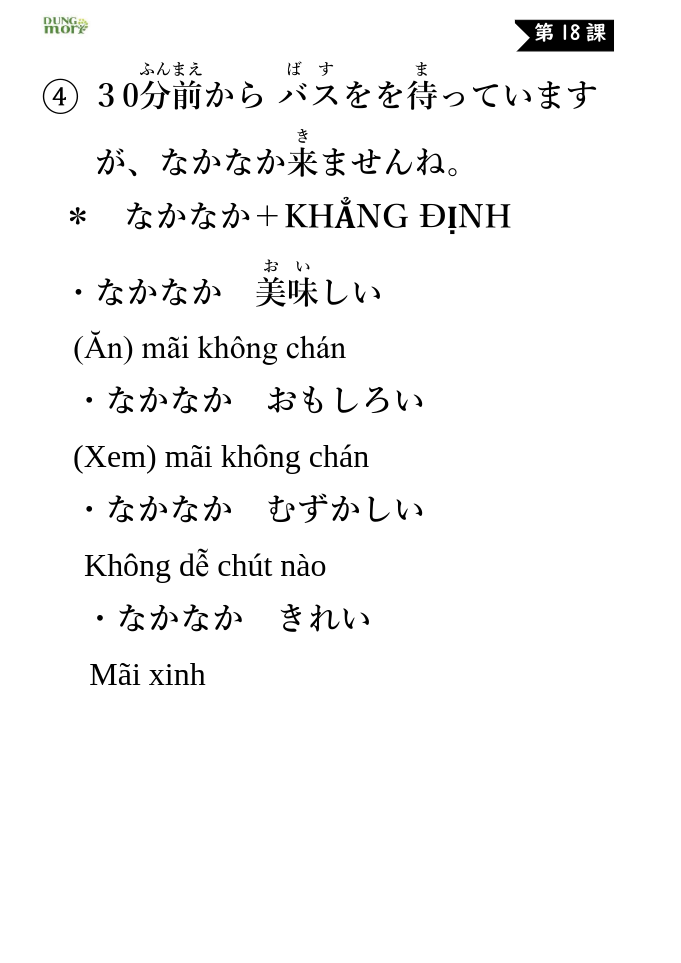 DUNG mori
第18課
ふんまえ ばす ま
④ 30分前から バスをを待っています
き
が、なかなか来ませんね。
＊ なかなか＋KHẲNG ĐỊNH
おい
・なかなか 美味しい
(Ăn) mãi không chán
・なかなか おもしろい
(Xem) mãi không chán
・なかなか むずかしい
Không dễ chút nào
・なかなか きれい
Mãi xinh